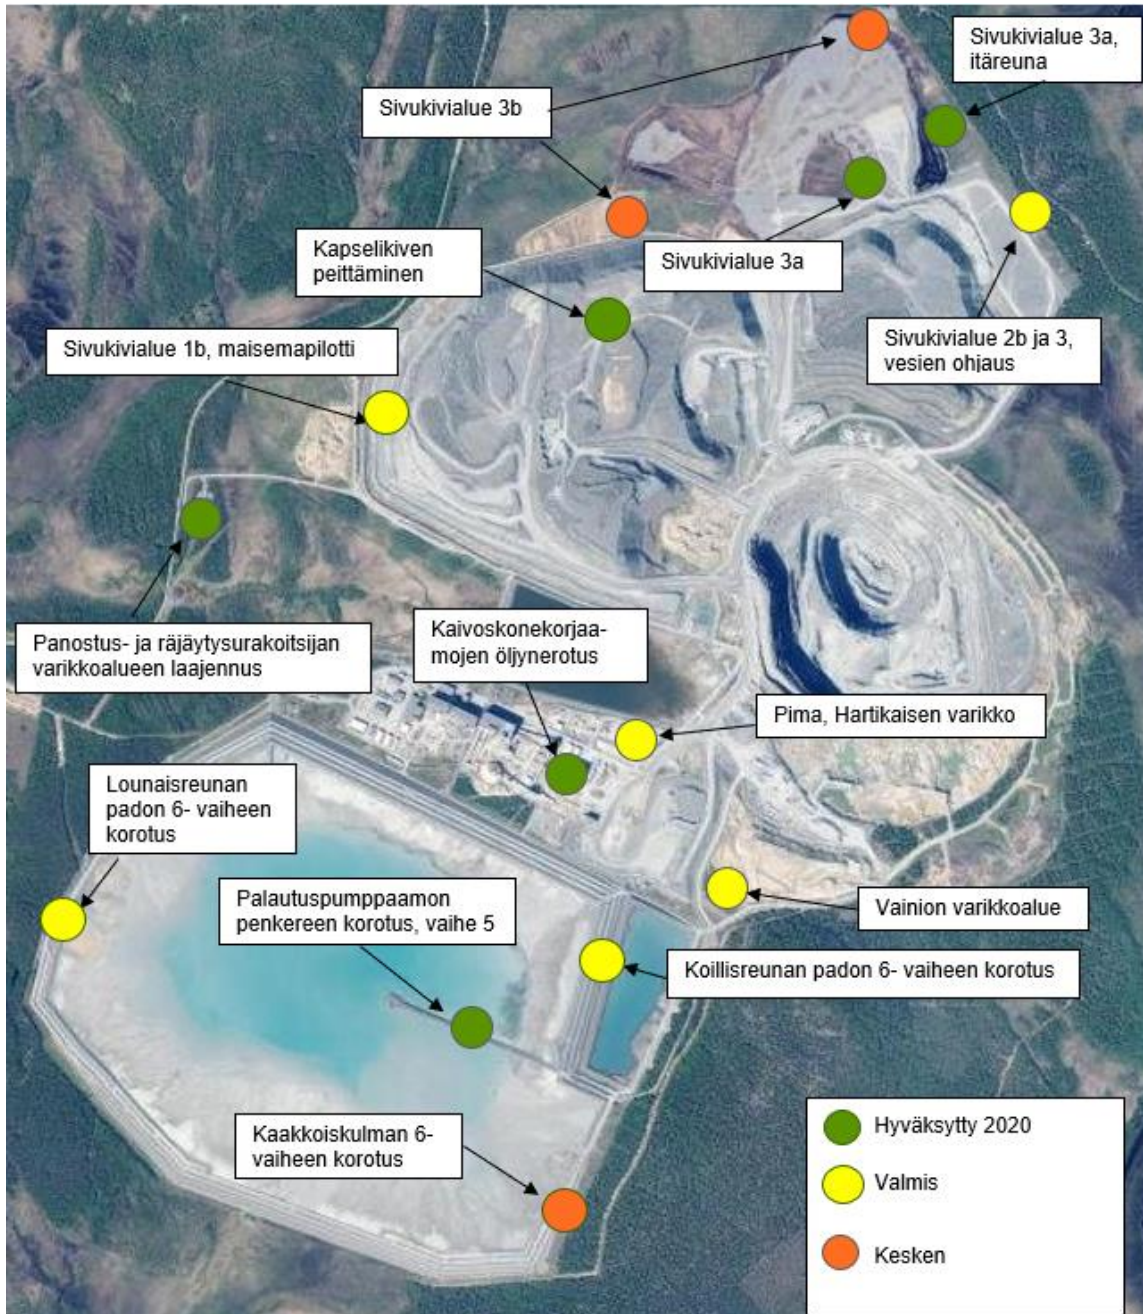 Sivukivialue 3a,
itäreuna
Sivukivialue 3b
Kapselikiven
peittäminen
Sivukivialue 3a
Sivukivialue 1b, maisemapilotti
Sivukivialue 2b ja 3,
vesien ohjaus
Panostus- ja räjäytysurakoitsijan
varikkoalueen laajennus
Kaivoskonekorjaa-
mojen öljynerotus
Pima, Hartikaisen varikko
Lounaisreunan
padon 6- vaiheen
korotus
Palautuspumppaamon
penkereen korotus, vaihe 5
Vainion varikkoalue
Koillisreunan padon 6- vaiheen korotus
Kaakkoiskulman 6-
vaiheen korotus
Hyväksytty 2020
Valmis
Kesken